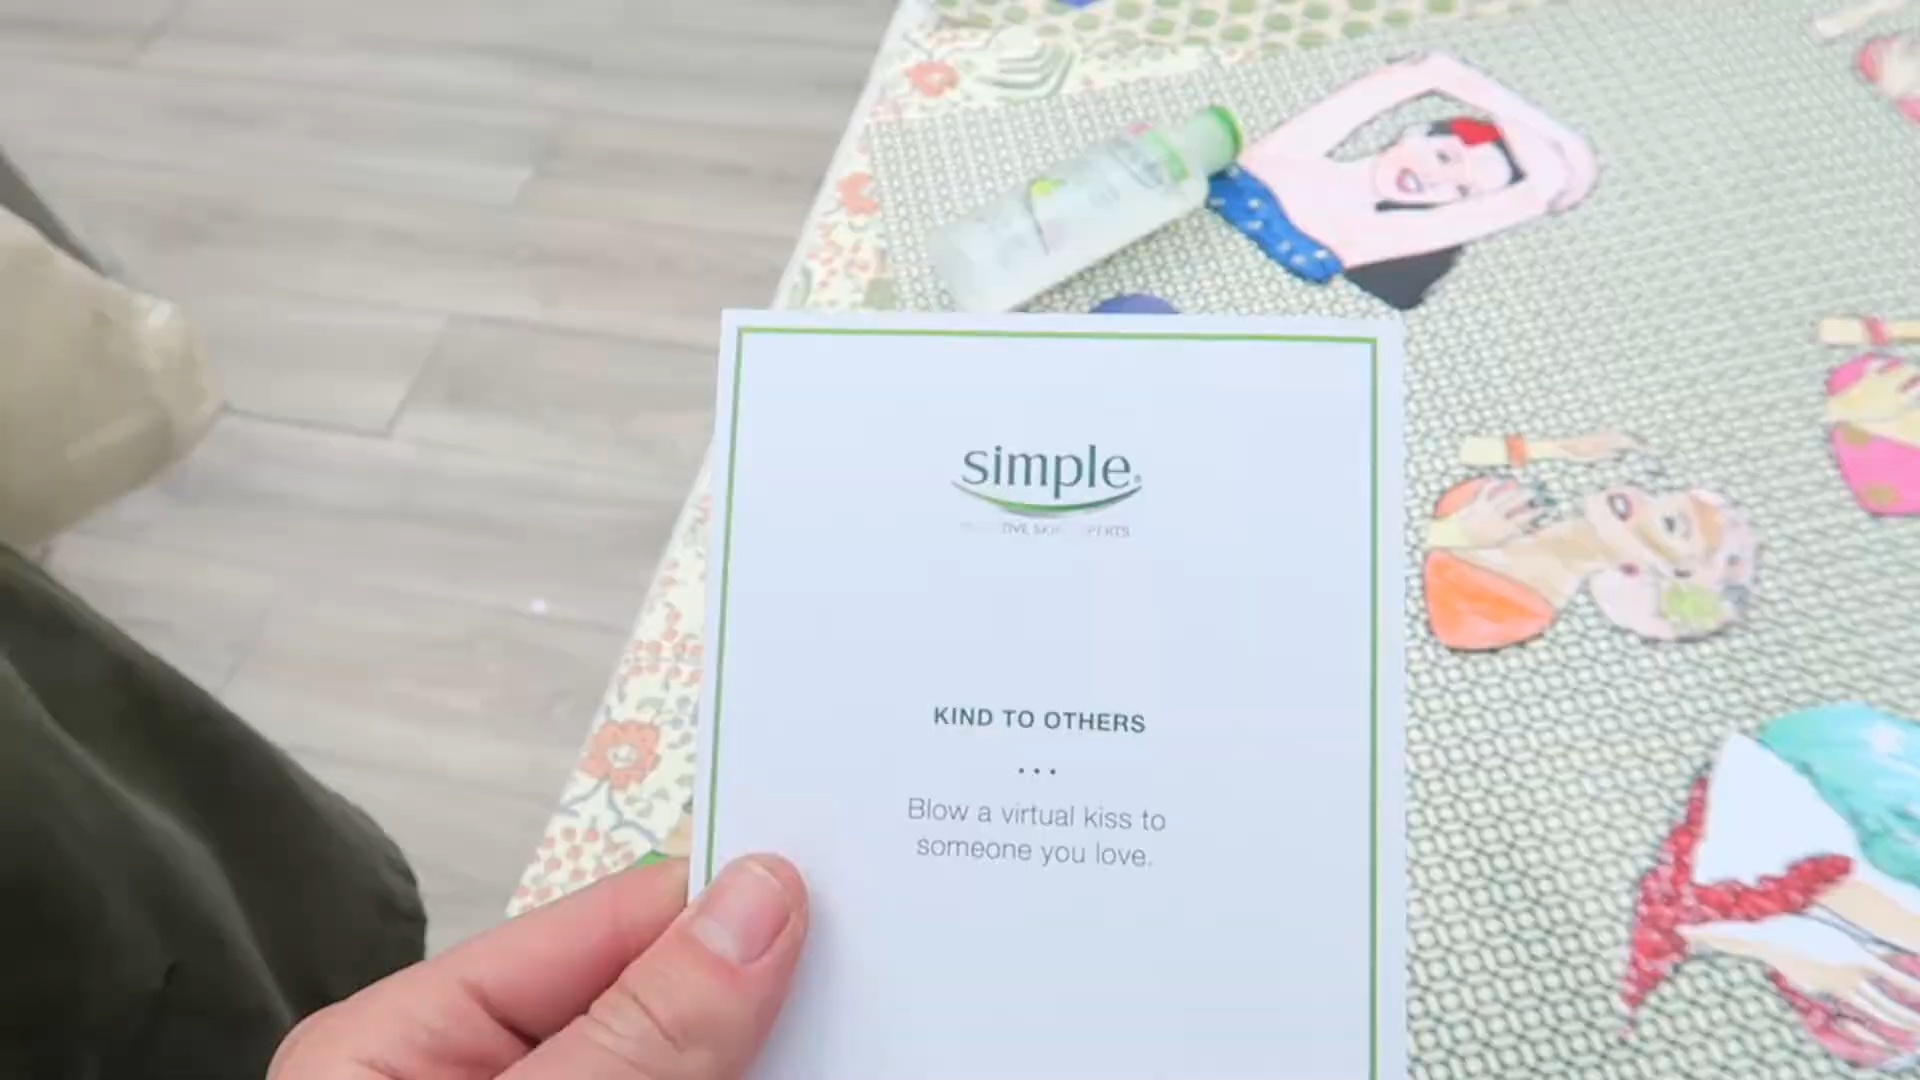 simple
KIND TO OTHERS
...
Blow a virtual kiss to
someone you love.